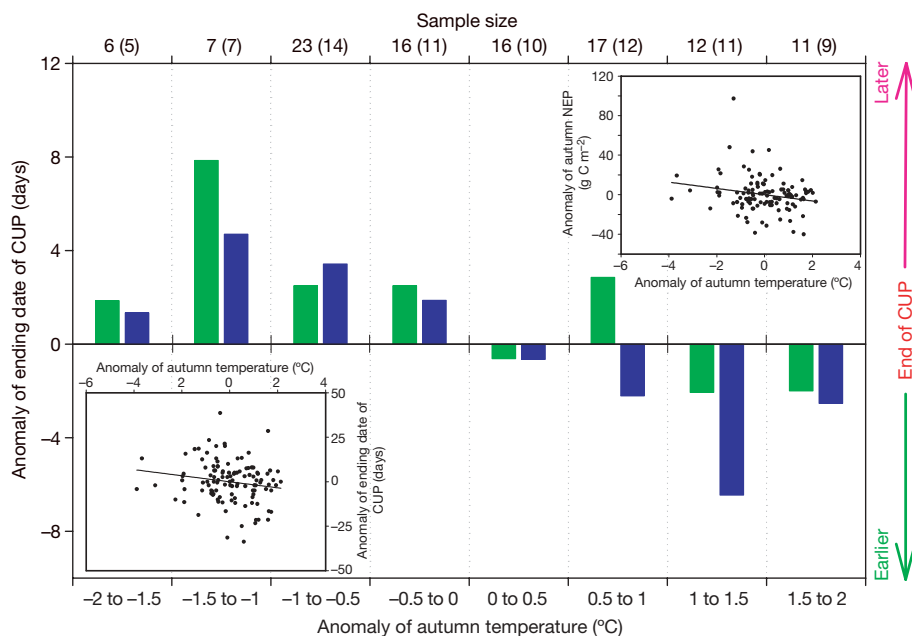 Sample size
6 (5) 7 (7) 23 (14) 16 (11) 16 (10) 17 (12) 12 (11) 11 (9)
Anomaly of ending date of CUP (days)
12
8
4
0
−4
−8
Anomaly of autumn NEP
(g C m−2)
120
80
40
0
−40
−6 −4 −2 0 2 4
Anomaly of autumn temperature (ºC)
Anomaly of autumn temperature (ºC)
−6 −4 −2 0 2 4
50
25
0
−25
−50
Anomaly of ending date of
CUP (days)
Later
End of CUP
Earlier
−2 to −1.5 −1.5 to −1 −1 to −0.5 −0.5 to 0 0 to 0.5 0.5 to 1 1 to 1.5 1.5 to 2
Anomaly of autumn temperature (ºC)